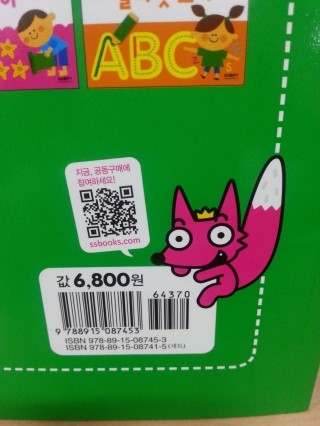 ABC
지금, 공동구매에
참여하세요!
ssbooks.com
값 6,800원
64370
9 788915 087453
ISBN 978-89-15-08745-3
ISBN 978-89-15-08741-5 (세트)